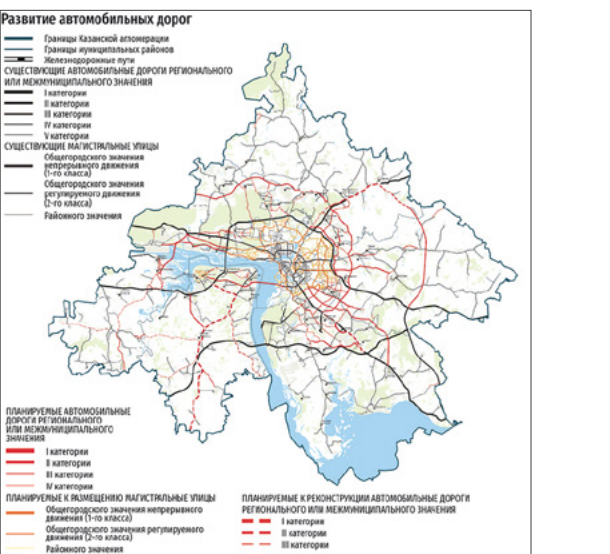 Развитие автомобильных дорог
Границы Казанской агломерации
Границы муниципальных районов
Железнодорожные пути
СУЩЕСТВУЮЩИЕ АВТОМОБИЛЬНЫЕ ДОРОГИ РЕГИОНАЛЬНОГО
ИЛИ МЕЖМУНИЦИПАЛЬНОГО ЗНАЧЕНИЯ
I категории
II категории
III категории
IV категории
V категории
СУЩЕСТВУЮЩИЕ МАГИСТРАЛЬНЫЕ УЛИЦЫ
Общегородского значения
непрерывного движения
(1-го класса)
Общегородского значения
регулируемого движения
(2-го класса)
Районного значения
ПЛАНИРУЕМЫЕ АВТОМОБИЛЬНЫЕ
ДОРОГИ РЕГИОНАЛЬНОГО
ИЛИ МЕЖМУНИЦИПАЛЬНОГО
ЗНАЧЕНИЯ
I категории
II категории
III категории
IV категории
ПЛАНИРУЕМЫЕ К РАЗМЕЩЕНИЮ МАГИСТРАЛЬНЫЕ УЛИЦЫ
Общегородского значения непрерывного
движения (1-го класса)
Общегородского значения регулируемого
движения (2-го класса)
Районного значения
ПЛАНИРУЕМЫЕ К РЕКОНСТРУКЦИИ АВТОМОБИЛЬНЫЕ ДОРОГИ
РЕГИОНАЛЬНОГО ИЛИ МЕЖМУНИЦИПАЛЬНОГО ЗНАЧЕНИЯ
I категории
II категории
III категории